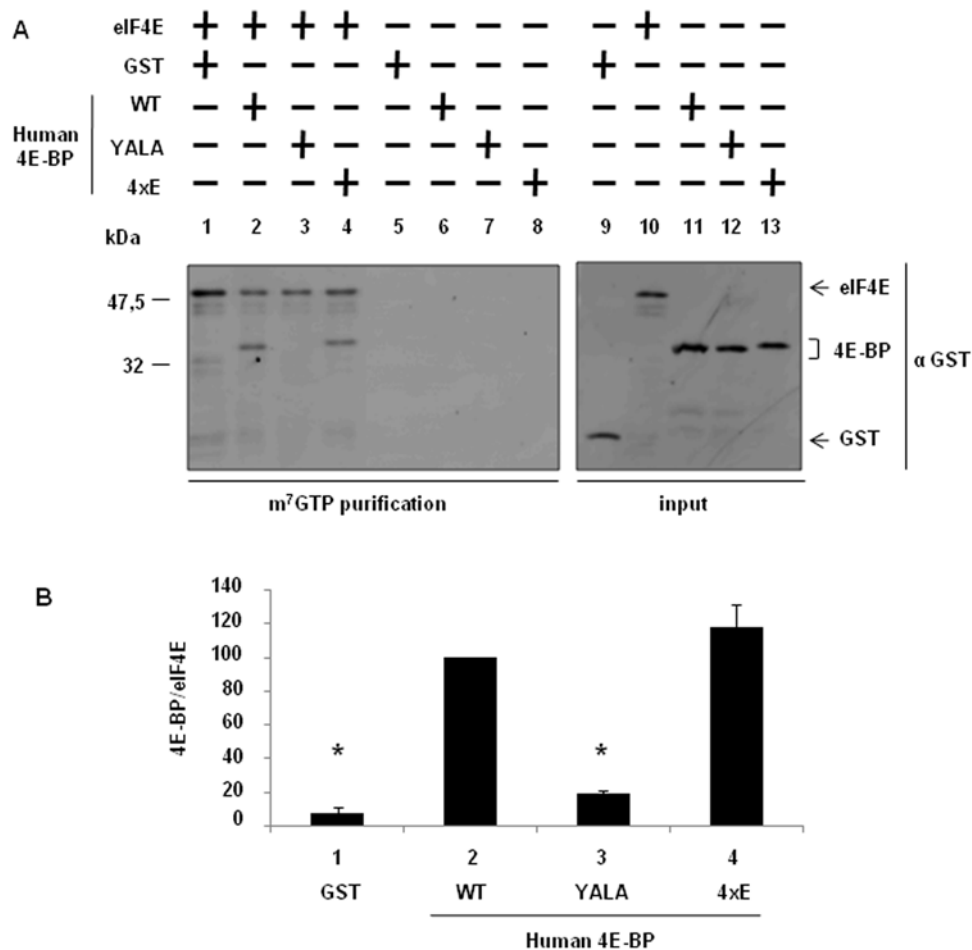 A
eIF4E + + + + − − − − − + − − −
GST + − − − + − − − + − − − −
Human 4E-BP
WT − + − − − + − − − − + − −
YALA − − + − − − + − − − − + −
4xE − − − + − − − + − − − − +
kDa 1 2 3 4 5 6 7 8 9 10 11 12 13
47,5
32
eIF4E
4E-BP
GST
α GST
m⁷GTP purification
input
B
4E-BP/eIF4E
140
120
100
80
60
40
20
0
* *
1 2 3 4
GST WT YALA 4xE
Human 4E-BP